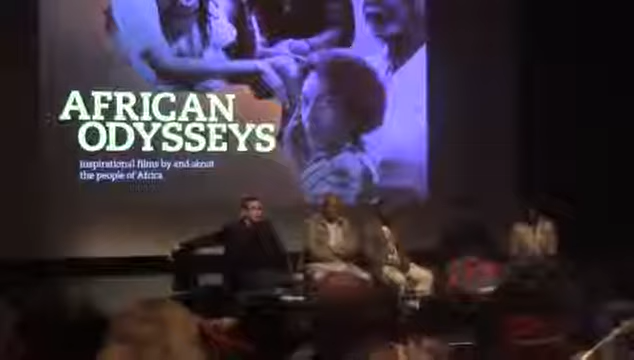 AFRICAN
ODYSSEYS
inspirational films by and about
the people of Africa